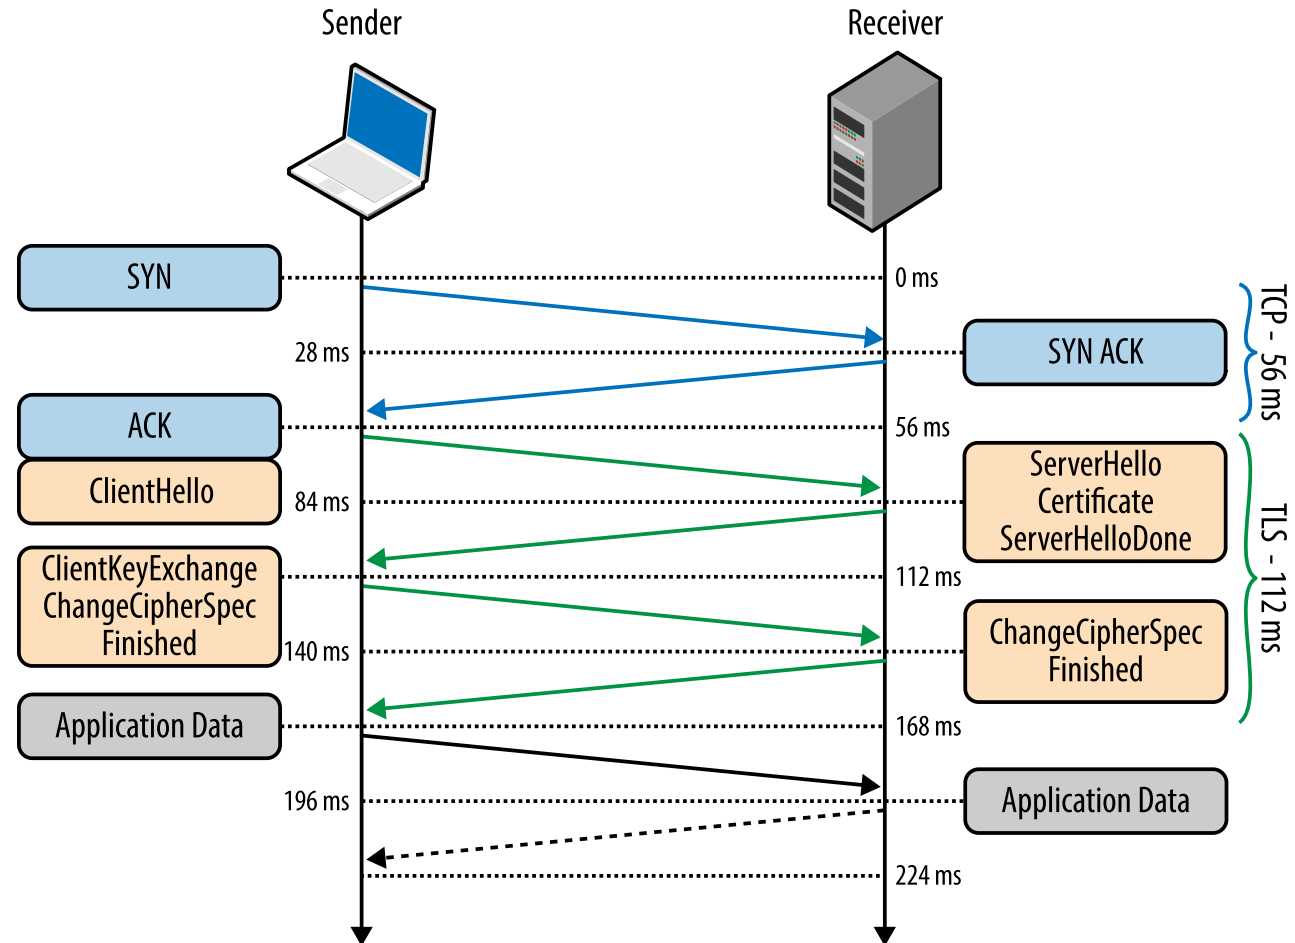 Sender
Receiver
SYN
0 ms
28 ms
SYN ACK
TCP - 56 ms
ACK
56 ms
ClientHello
84 ms
ServerHello
Certificate
ServerHelloDone
TLS - 112 ms
ClientKeyExchange
ChangeCipherSpec
Finished
112 ms
140 ms
ChangeCipherSpec
Finished
Application Data
168 ms
196 ms
Application Data
224 ms